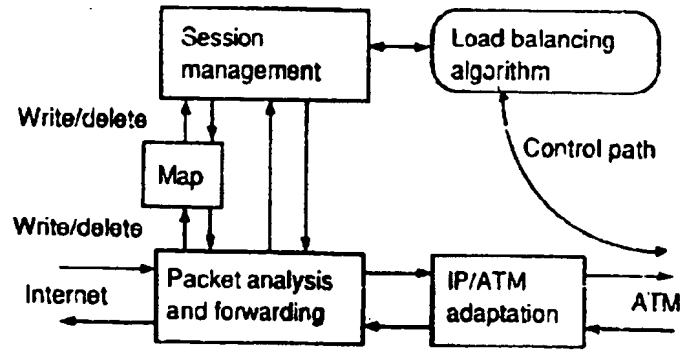 Session
management
Load balancing
algorithm
Write/delete
Control path
Map
Write/delete
Internet
Packet analysis
and forwarding
IP/ATM
adaptation
ATM